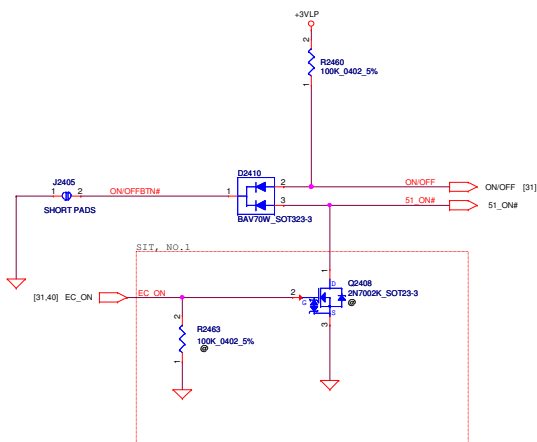 +3VLP
2
R2460
100K_0402_5%
1
J2405
1 2
SHORT PADS
ON/OFFBTN#
D2410
1
2
3
BAV70W_SOT323-3
ON/OFF
ON/OFF [31]
51_ON#
51_ON#
SIT, NO.1
1
D
Q2408
2N7002K_SOT23-3
@
[31,40] EC_ON
EC_ON
2
G
S
3
2
R2463
100K_0402_5%
@
1